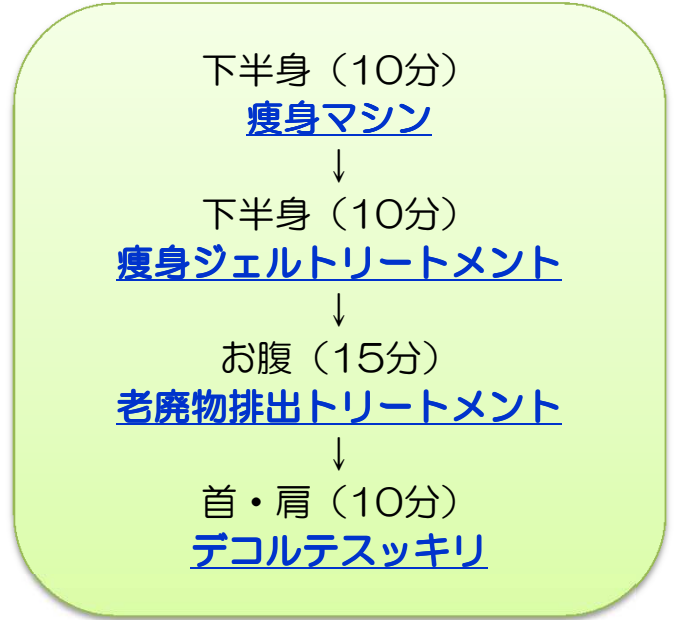 下半身（10分）
痩身マシン
↓
下半身（10分）
痩身ジェルトリートメント
↓
お腹（15分）
老廃物排出トリートメント
↓
首・肩（10分）
デコルテスッキリ